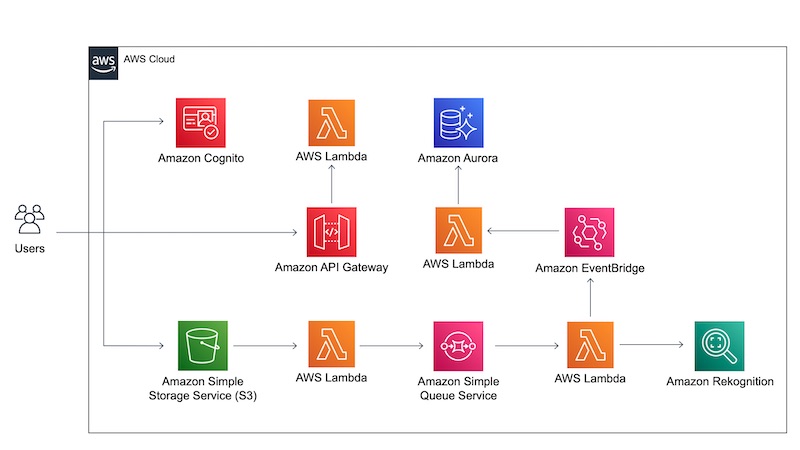 aws
AWS Cloud
Amazon Cognito
AWS Lambda
Amazon Aurora
Users
Amazon API Gateway
AWS Lambda
Amazon EventBridge
Amazon Simple
Storage Service (S3)
AWS Lambda
Amazon Simple
Queue Service
AWS Lambda
Amazon Rekognition